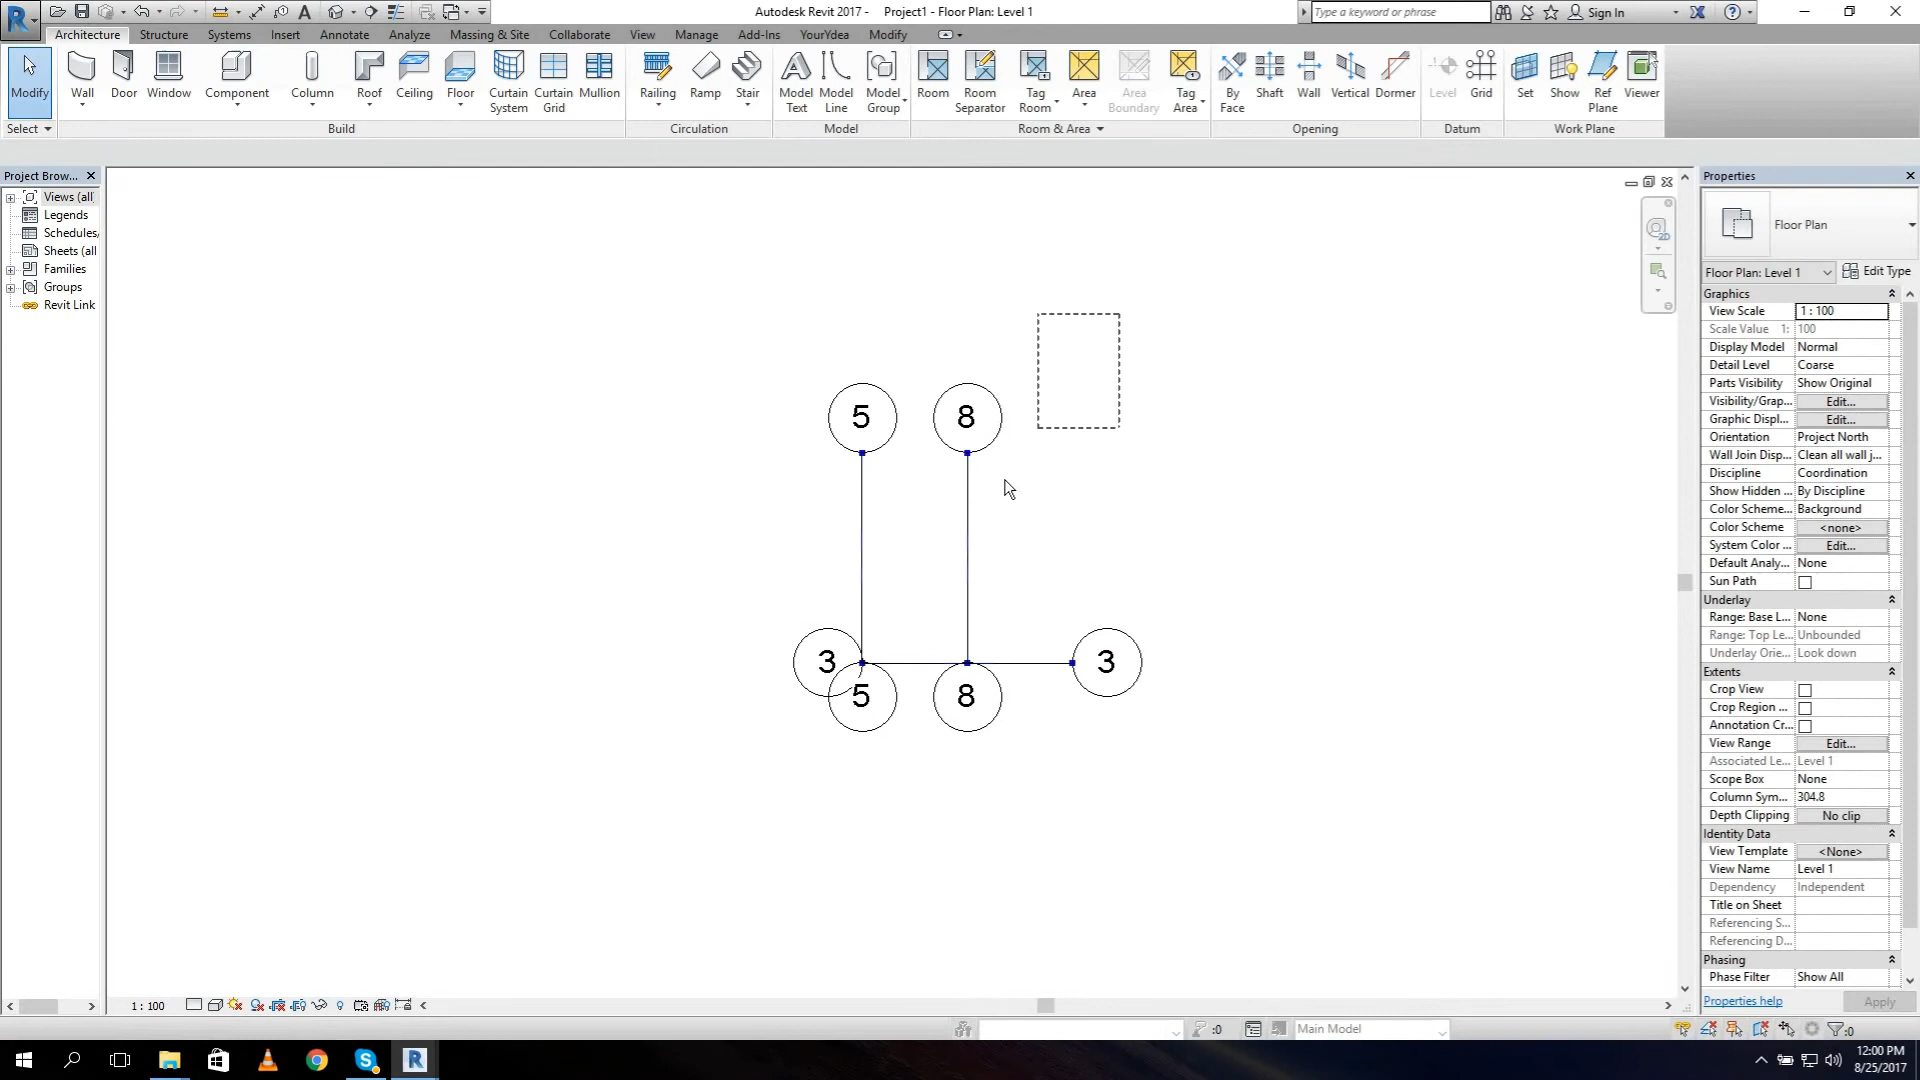 Autodesk Revit 2017 - Project1 - Floor Plan: Level 1
Type a keyword or phrase
Sign In
Architecture Structure Systems Insert Annotate Analyze Massing & Site Collaborate View Manage Add-Ins YourYdea Modify
Modify Wall Door Window Component Column Roof Ceiling Floor Curtain System Curtain Grid Mullion Railing Ramp Stair Model Text Model Line Model Group Room Room Separator Tag Room Area Area Boundary Tag Area By Face Shaft Wall Vertical Dormer Level Grid Set Show Ref Plane Viewer
Select Build Circulation Model Room & Area Opening Datum Work Plane
Project Brow...
Views (all
Legends
Schedules/
Sheets (all
Families
Groups
Revit Link
2D
5 8
3 3
5 8
Properties
Floor Plan
Floor Plan: Level 1 Edit Type
Graphics
View Scale 1 : 100
Scale Value 1: 100
Display Model Normal
Detail Level Coarse
Parts Visibility Show Original
Visibility/Grap... Edit...
Graphic Displ... Edit...
Orientation Project North
Wall Join Disp... Clean all wall j...
Discipline Coordination
Show Hidden ... By Discipline
Color Scheme... Background
Color Scheme <none>
System Color ... Edit...
Default Analy... None
Sun Path
Underlay
Range: Base L... None
Range: Top Le... Unbounded
Underlay Orie... Look down
Extents
Crop View
Crop Region ...
Annotation Cr...
View Range Edit...
Associated Le... Level 1
Scope Box None
Column Sym... 304.8
Depth Clipping No clip
Identity Data
View Template <None>
View Name Level 1
Dependency Independent
Title on Sheet
Referencing S...
Referencing D...
Phasing
Phase Filter Show All
Properties help Apply
1 : 100
:0 Main Model :0
12:00 PM
8/25/2017